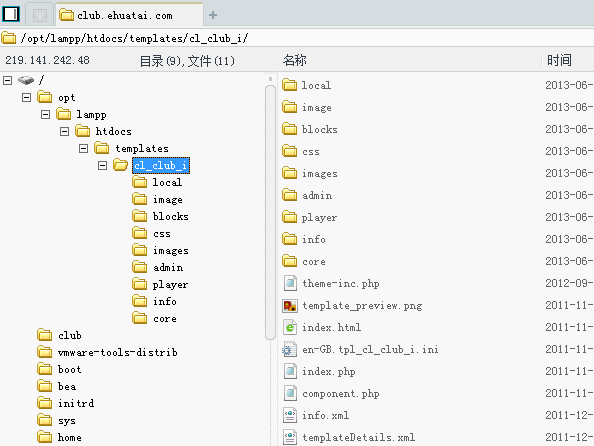 club.ehuatai.com
/opt/lampp/htdocs/templates/cl_club_i/
219.141.242.48 目录(9),文件(11)
/
opt
lampp
htdocs
templates
cl_club_i
local
image
blocks
css
images
admin
player
info
core
club
vmware-tools-distrib
boot
bea
initrd
sys
home
名称 时间
local 2013-06-
image 2013-06-
blocks 2013-06-
css 2013-06-
images 2013-06-
admin 2013-06-
player 2013-06-
info 2013-06-
core 2013-06-
theme-inc.php 2012-09-
template_preview.png 2011-11-
index.html 2011-11-
en-GB.tpl_cl_club_i.ini 2011-11-
index.php 2011-11-
component.php 2011-11-
info.xml 2011-12-
templateDetails.xml 2011-11-